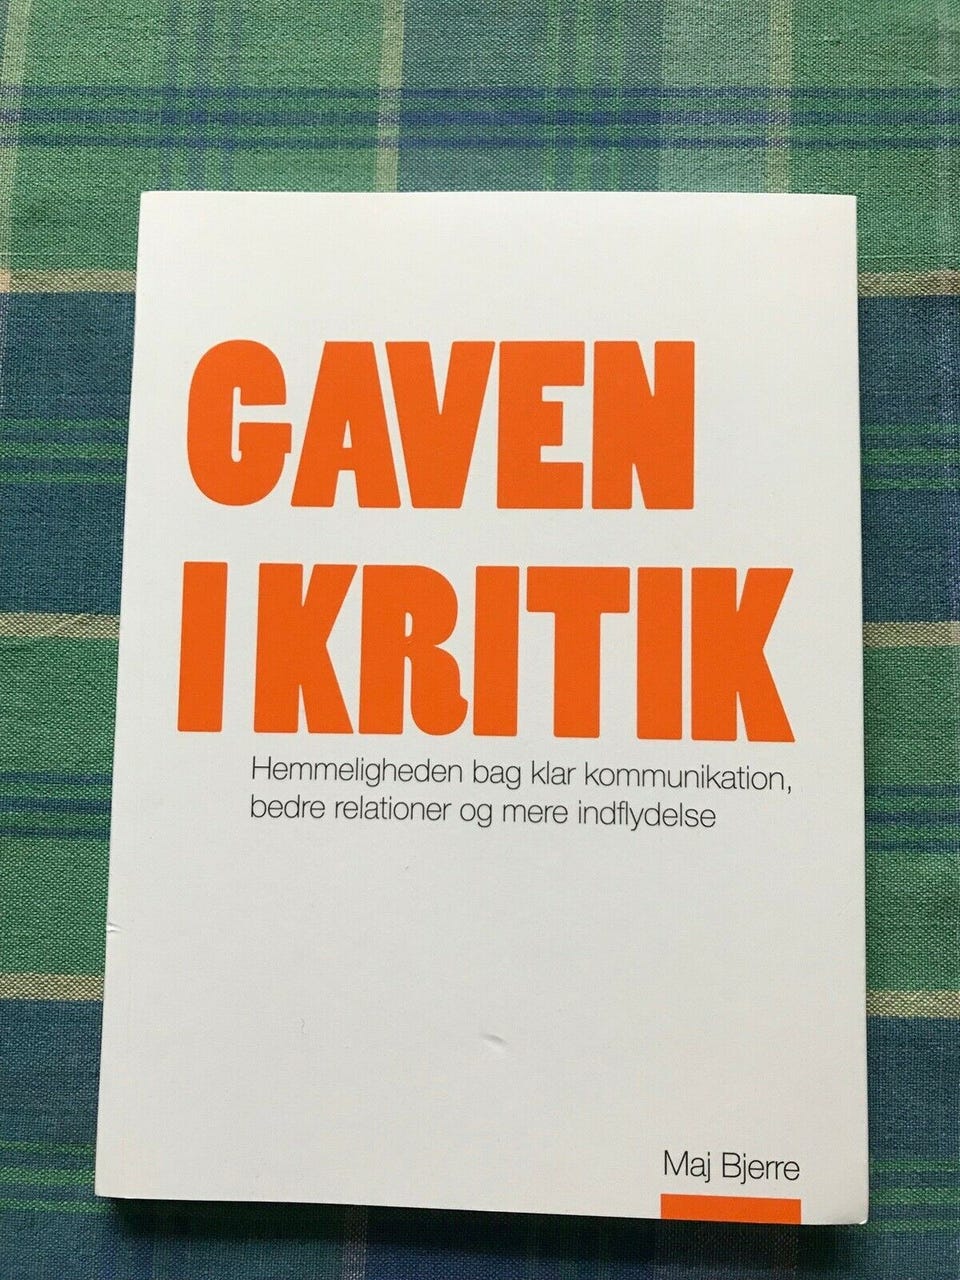 GAVEN
I KRITIK
Hemmeligheden bag klar kommunikation,
bedre relationer og mere indflydelse
Maj Bjerre